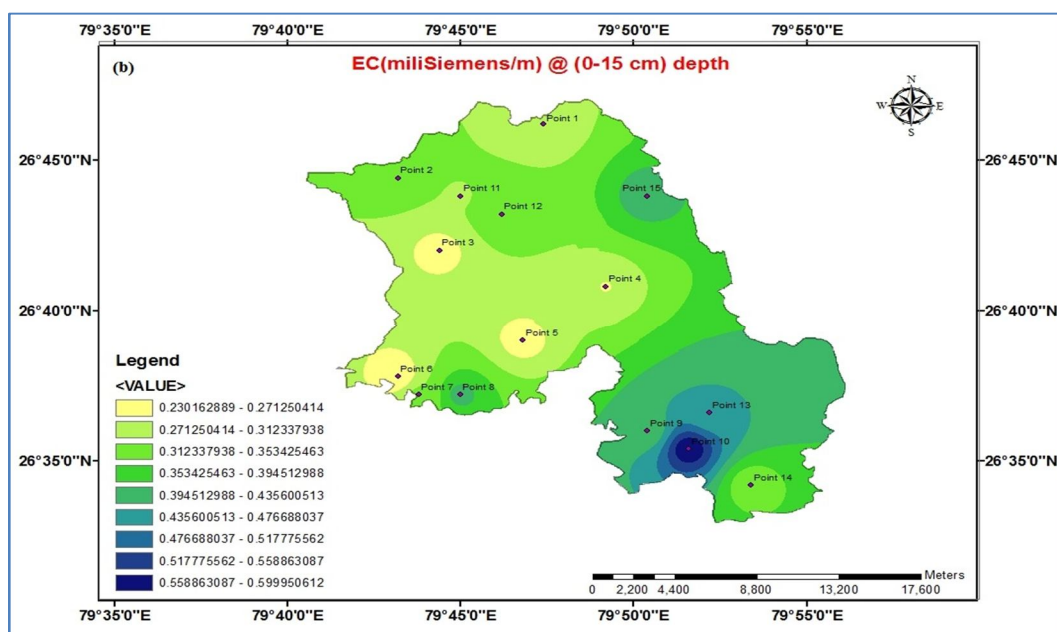 79°35'0"E 79°40'0"E 79°45'0"E 79°50'0"E 79°55'0"E
(b)
EC(miliSiemens/m) @ (0-15 cm) depth
N
W E
S
Point 1
26°45'0"N 26°45'0"N
Point 2
Point 11
Point 15
Point 12
Point 3
Point 4
26°40'0"N 26°40'0"N
Point 5
Point 6
Point 7 Point 8
Point 13
Point 9
Point 10
26°35'0"N 26°35'0"N
Point 14
Legend
<VALUE>
0.230162889 - 0.271250414
0.271250414 - 0.312337938
0.312337938 - 0.353425463
0.353425463 - 0.394512988
0.394512988 - 0.435600513
0.435600513 - 0.476688037
0.476688037 - 0.517775562
0.517775562 - 0.558863087
0.558863087 - 0.599950612
Meters
0 2,200 4,400 8,800 13,200 17,600
79°35'0"E 79°40'0"E 79°45'0"E 79°50'0"E 79°55'0"E